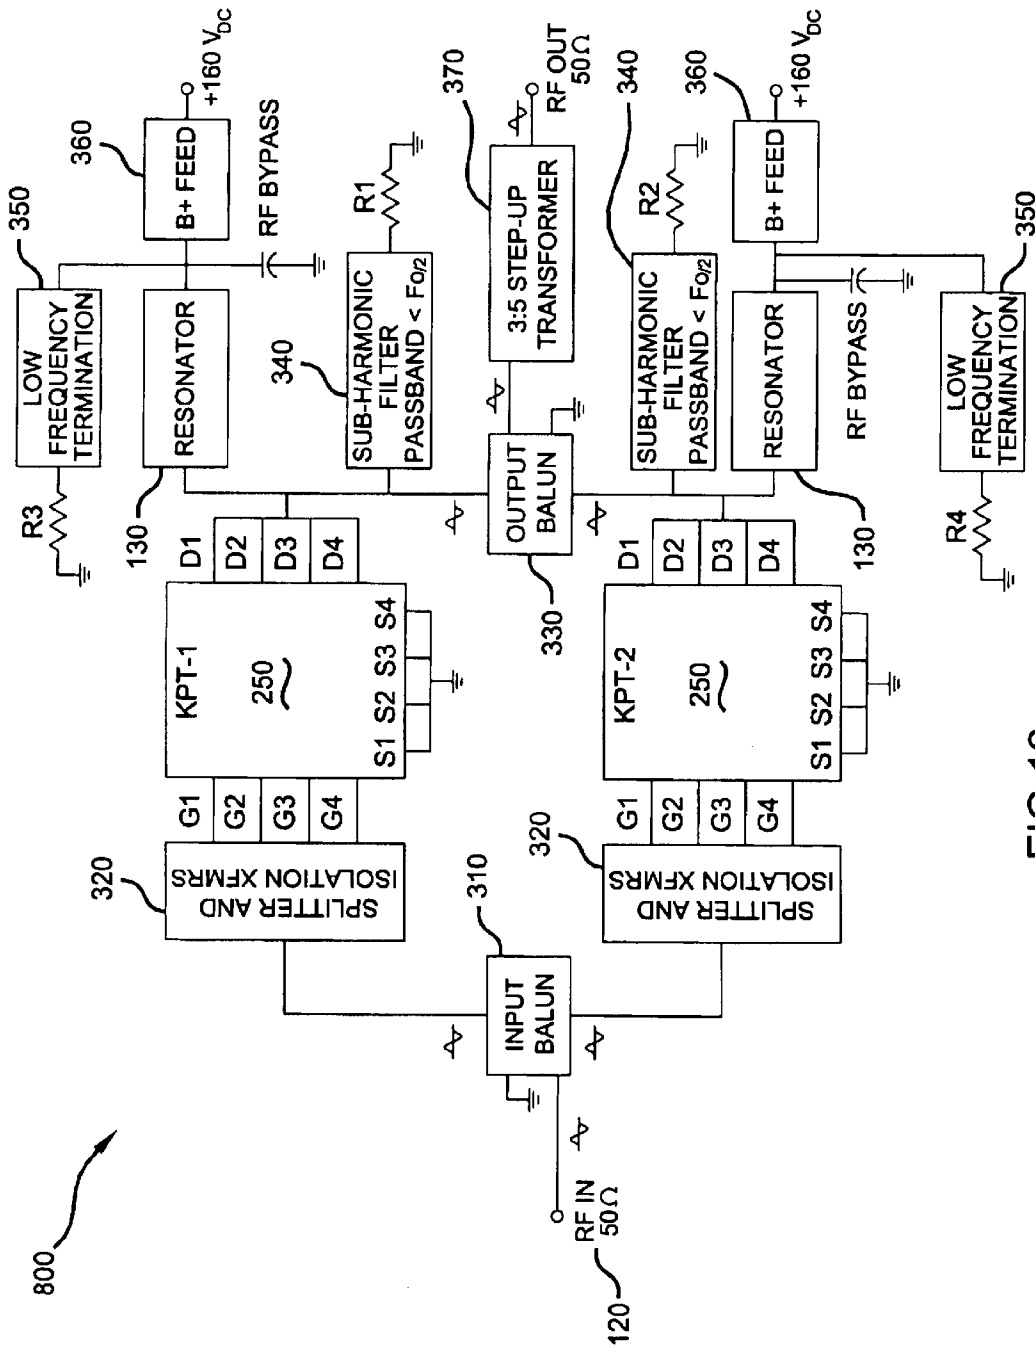 800
120
RF IN
50Ω
INPUT
BALUN
310
320
SPLITTER AND
ISOLATION XFMRS
G1
G2
G3
G4
KPT-1
250
S1 S2 S3 S4
D1
D2
D3
D4
320
SPLITTER AND
ISOLATION XFMRS
G1
G2
G3
G4
KPT-2
250
S1 S2 S3 S4
D1
D2
D3
D4
R3
350
LOW
FREQUENCY
TERMINATION
130
RESONATOR
360
B+ FEED
+160 VDC
RF BYPASS
340
SUB-HARMONIC
FILTER
PASSBAND < FO/2
R1
330
OUTPUT
BALUN
370
3:5 STEP-UP
TRANSFORMER
RF OUT
50Ω
340
SUB-HARMONIC
FILTER
PASSBAND < FO/2
R2
130
RESONATOR
360
B+ FEED
+160 VDC
RF BYPASS
350
LOW
FREQUENCY
TERMINATION
R4